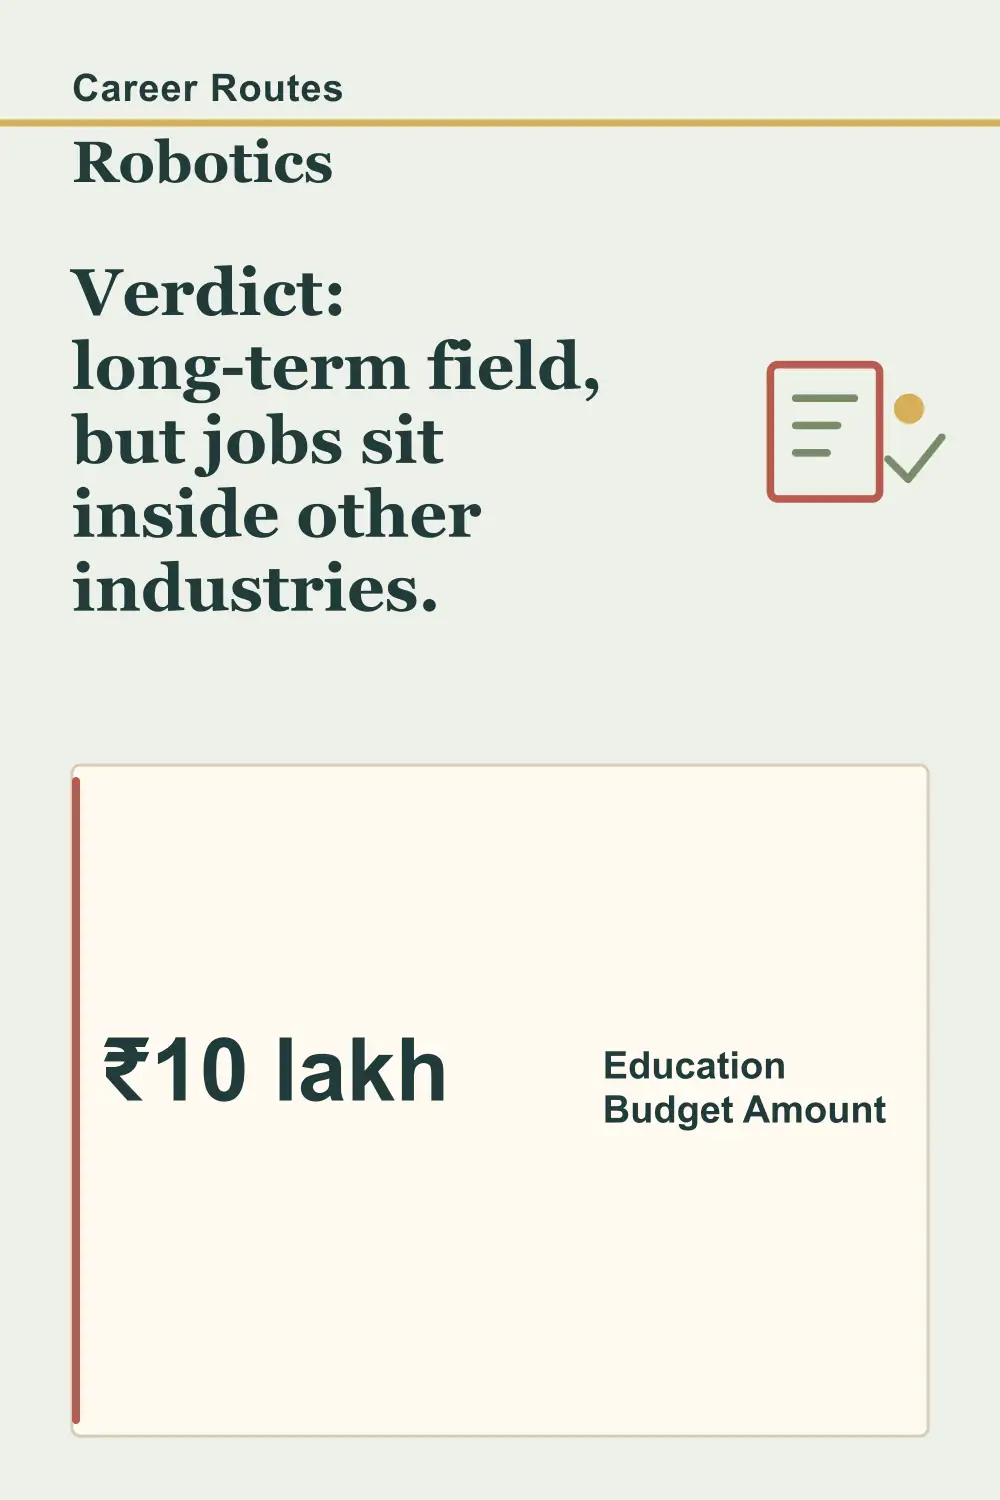 Career Routes
Robotics
Verdict:
long-term field,
but jobs sit
inside other
industries.
₹10 lakh
Education
Budget Amount